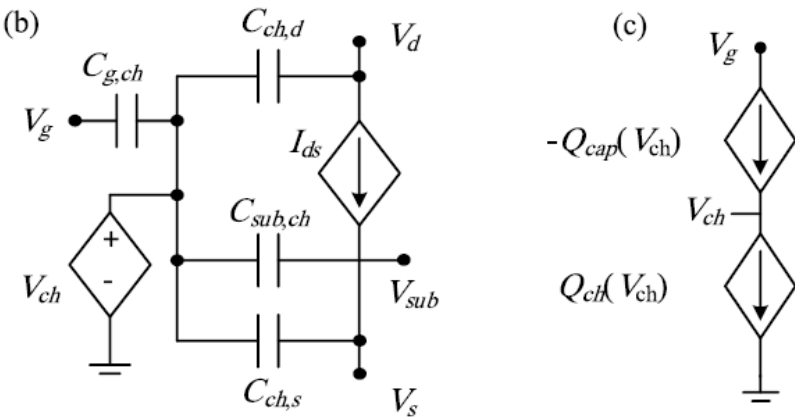 (b)
C_{ch,d}
V_d
C_{g,ch}
V_g
I_{ds}
+
-
V_{ch}
C_{sub,ch}
V_{sub}
C_{ch,s}
V_s
(c)
V_g
-Q_{cap}(V_{ch})
V_{ch}
Q_{ch}(V_{ch})